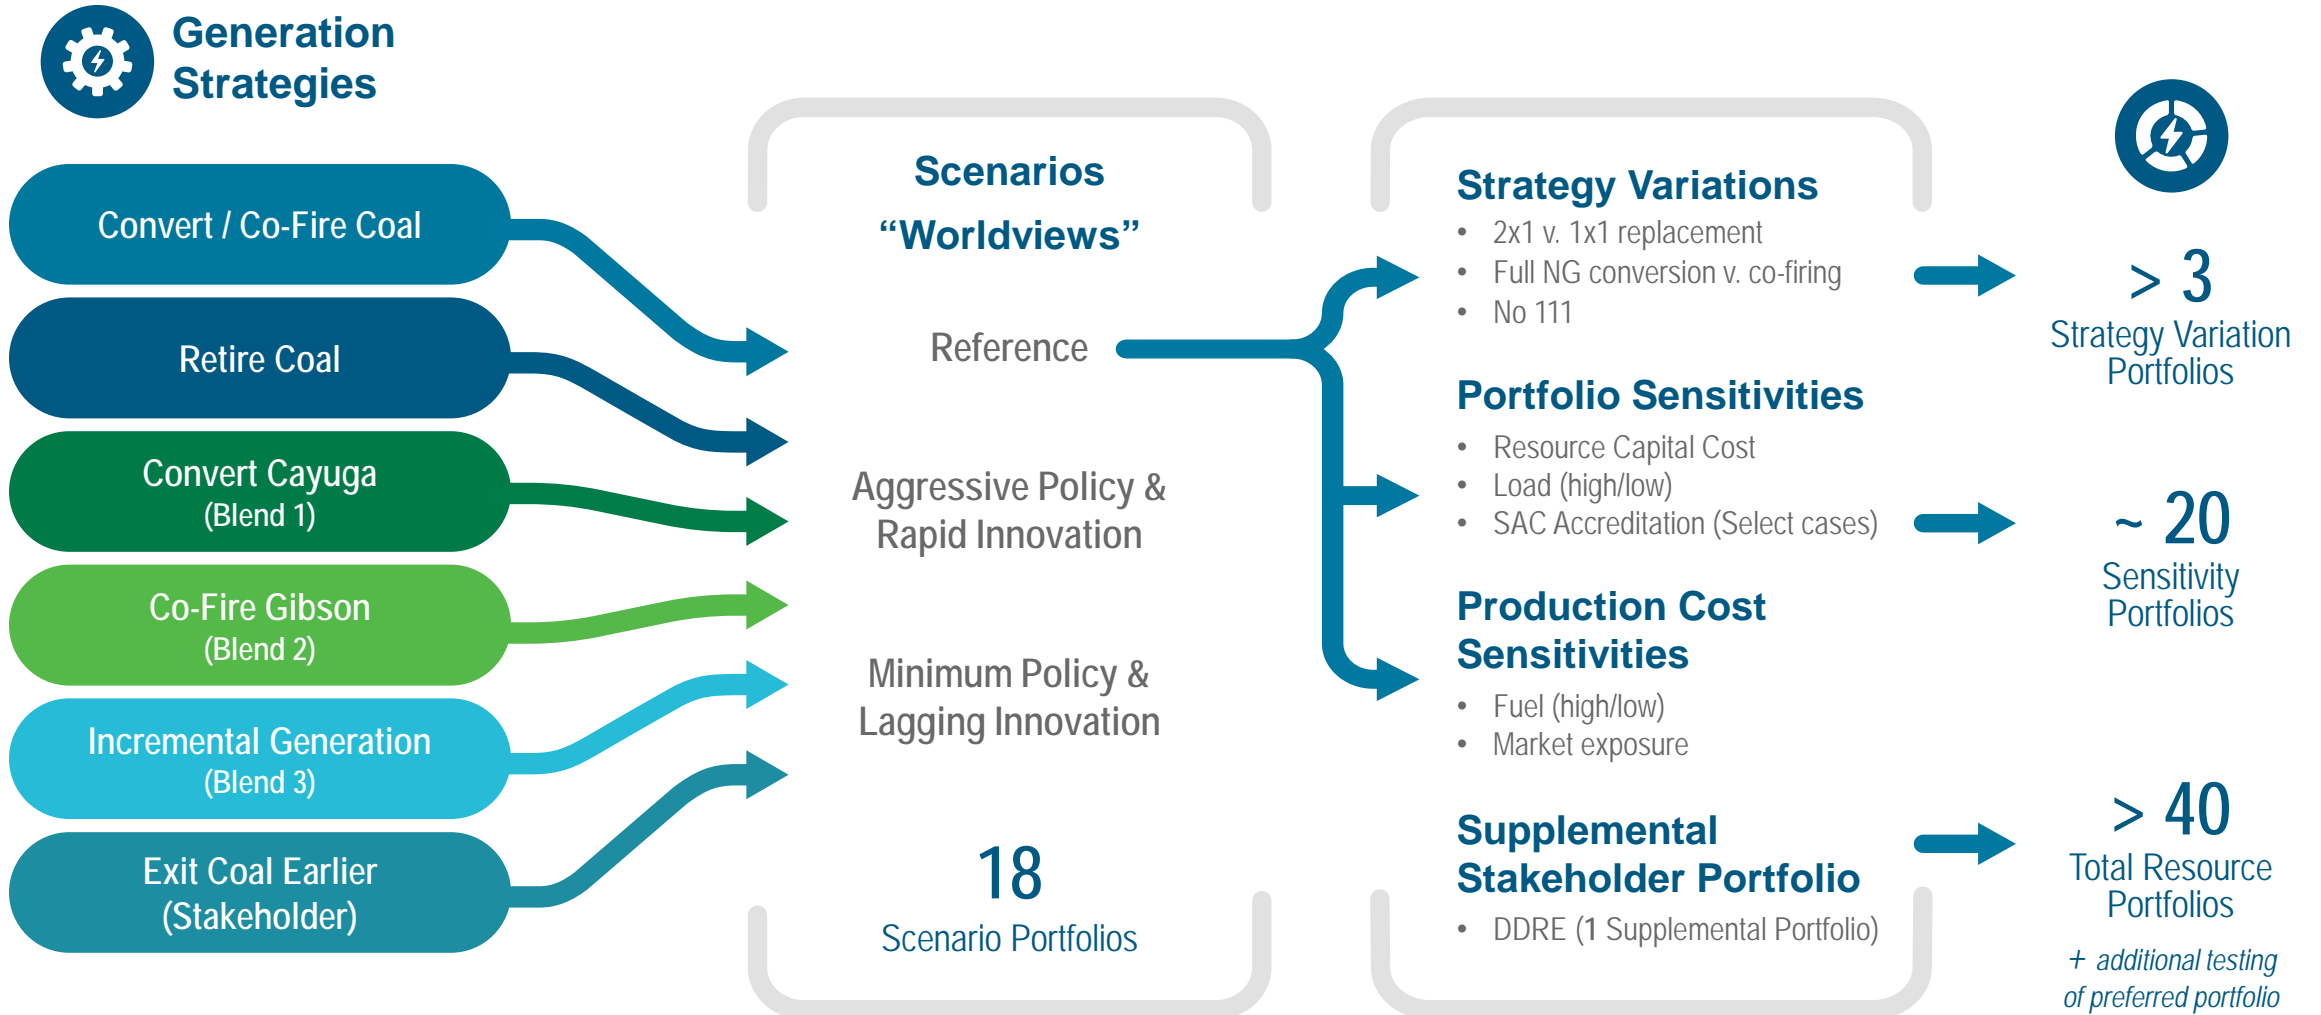 Generation
Strategies
Convert / Co-Fire Coal
Retire Coal
Convert Cayuga
(Blend 1)
Co-Fire Gibson
(Blend 2)
Incremental Generation
(Blend 3)
Exit Coal Earlier
(Stakeholder)
Scenarios
“Worldviews”
Reference
Aggressive Policy &
Rapid Innovation
Minimum Policy &
Lagging Innovation
18
Scenario Portfolios
Strategy Variations
• 2x1 v. 1x1 replacement
• Full NG conversion v. co-firing
• No 111
Portfolio Sensitivities
• Resource Capital Cost
• Load (high/low)
• SAC Accreditation (Select cases)
Production Cost
Sensitivities
• Fuel (high/low)
• Market exposure
Supplemental
Stakeholder Portfolio
• DDRE (1 Supplemental Portfolio)
> 3
Strategy Variation
Portfolios
~ 20
Sensitivity
Portfolios
> 40
Total Resource
Portfolios
+ additional testing
of preferred portfolio